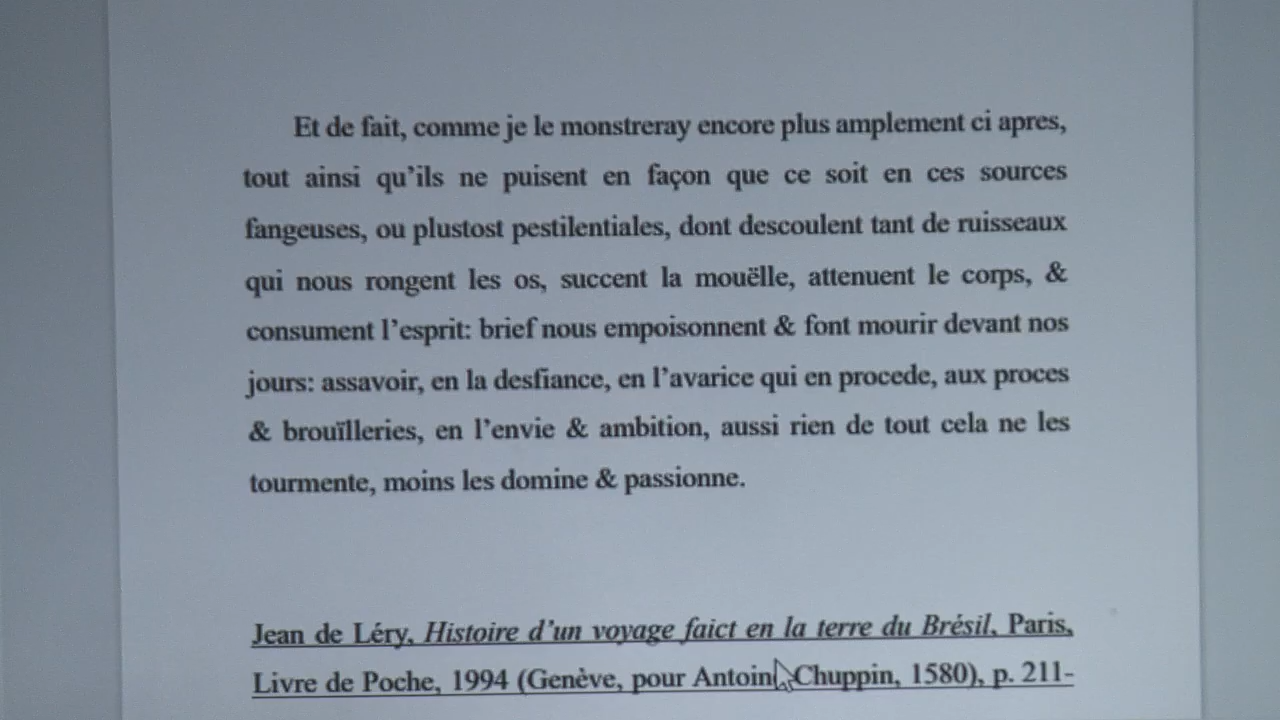 Et de fait, comme je le monstreray encore plus amplement ci apres,
tout ainsi qu’ils ne puisent en façon que ce soit en ces sources
fangeuses, ou plustost pestilentiales, dont descoulent tant de ruisseaux
qui nous rongent les os, succent la mouëlle, attenuent le corps, &
consument l’esprit: brief nous empoisonnent & font mourir devant nos
jours: assavoir, en la desfiance, en l’avarice qui en procede, aux proces
& brouïlleries, en l’envie & ambition, aussi rien de tout cela ne les
tourmente, moins les domine & passionne.
Jean de Léry, Histoire d’un voyage faict en la terre du Brésil, Paris,
Livre de Poche, 1994 (Genève, pour Antoine Chuppin, 1580), p. 211-